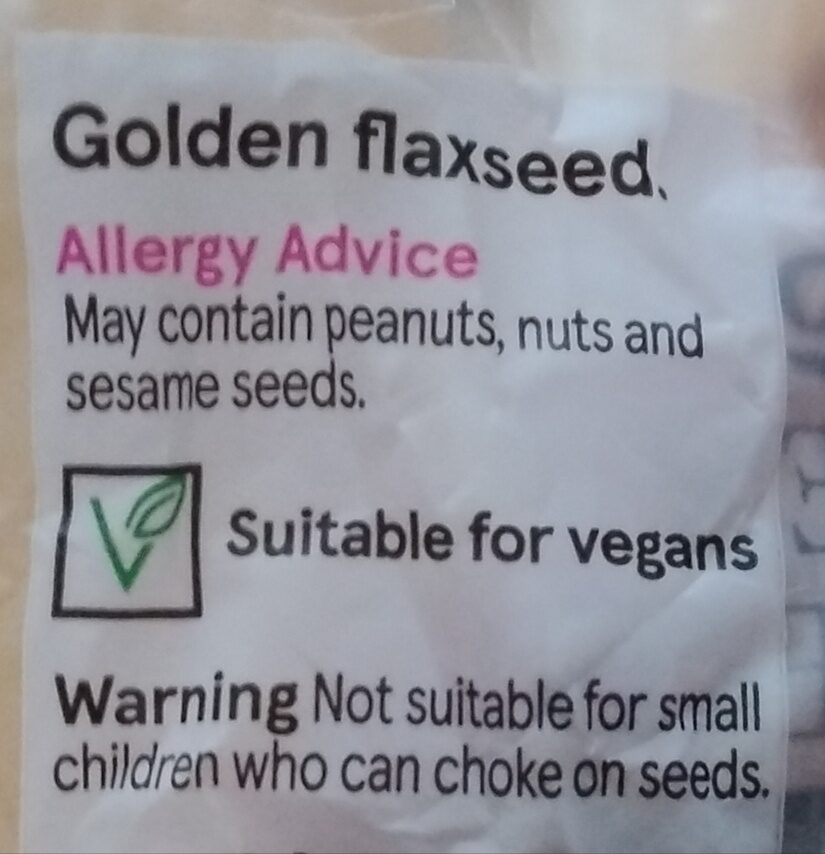 Golden flaxseed.
Allergy Advice
May contain peanuts, nuts and
sesame seeds.
Suitable for vegans
Warning Not suitable for small
children who can choke on seeds.